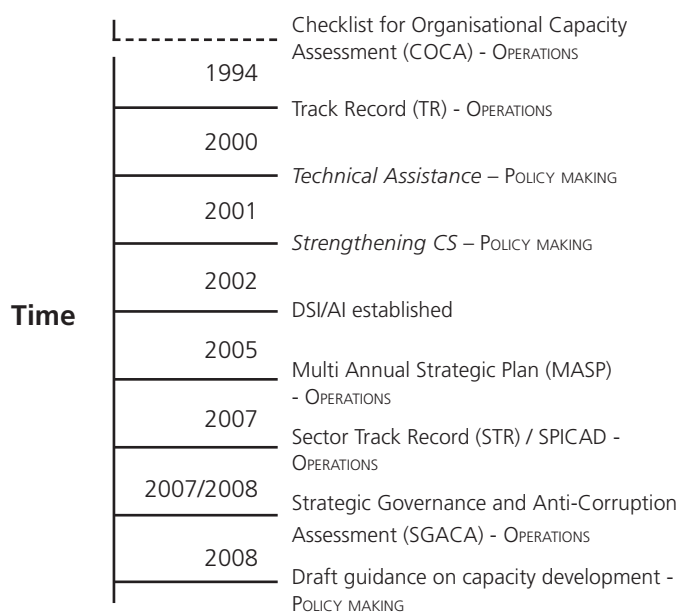 Checklist for Organisational Capacity
Assessment (COCA) - OPERATIONS
1994
Track Record (TR) - OPERATIONS
2000
Technical Assistance – POLICY MAKING
2001
Strengthening CS – POLICY MAKING
2002
Time
DSI/AI established
2005
Multi Annual Strategic Plan (MASP)
- OPERATIONS
2007
Sector Track Record (STR) / SPICAD -
OPERATIONS
2007/2008
Strategic Governance and Anti-Corruption
Assessment (SGACA) - OPERATIONS
2008
Draft guidance on capacity development -
POLICY MAKING